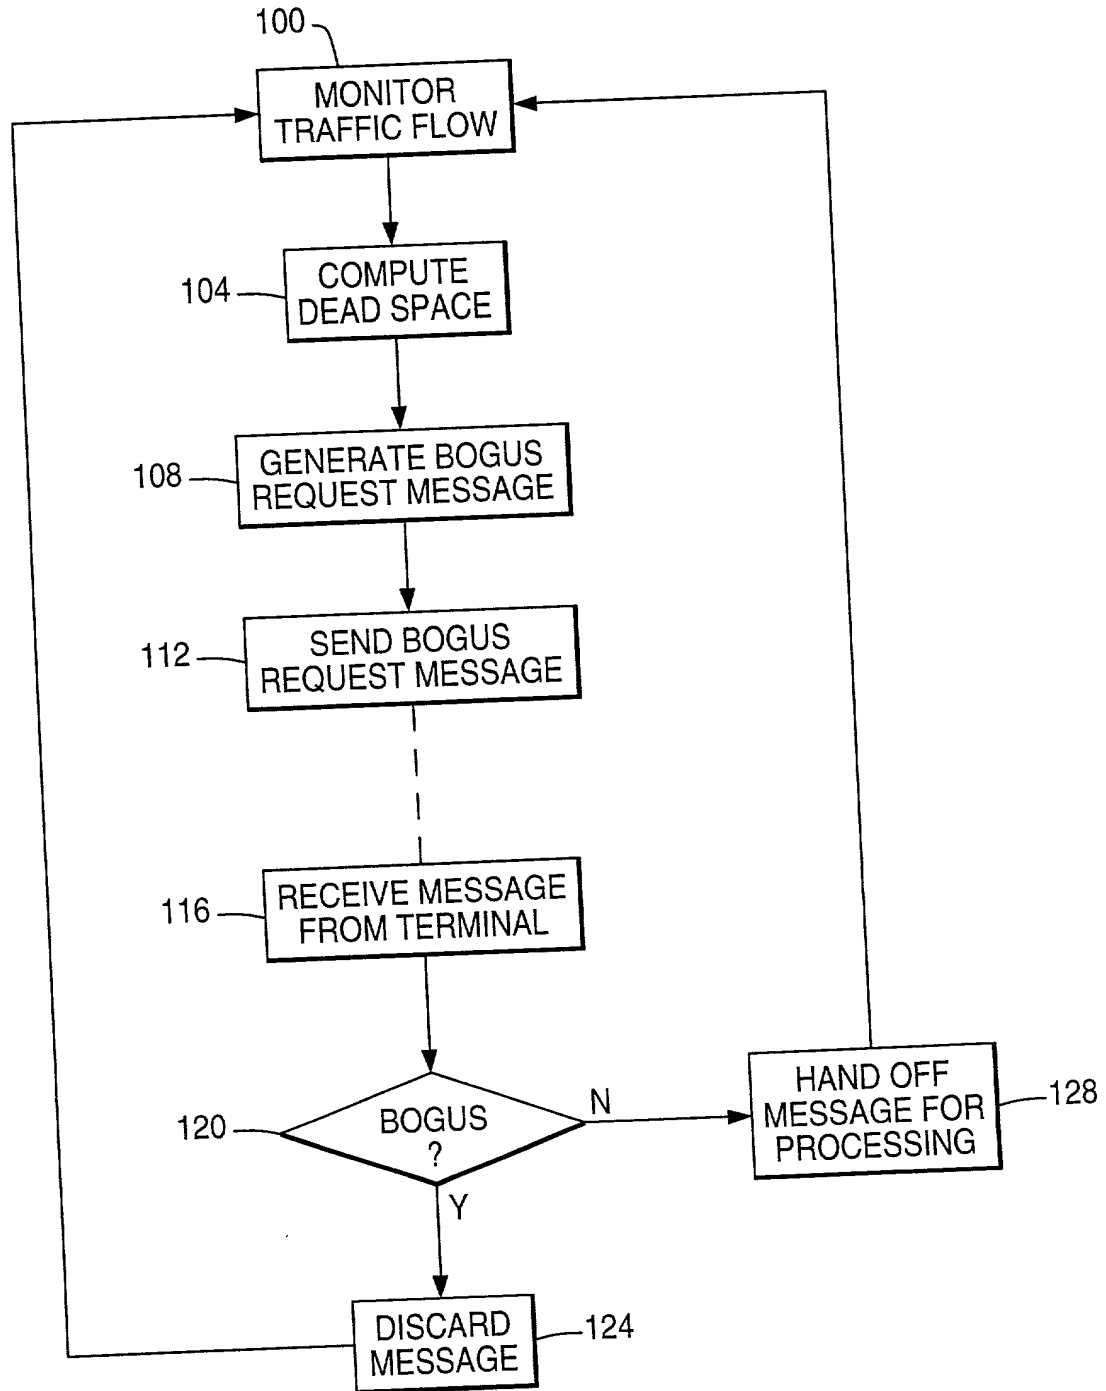 100
MONITOR
TRAFFIC FLOW
104
COMPUTE
DEAD SPACE
108
GENERATE BOGUS
REQUEST MESSAGE
112
SEND BOGUS
REQUEST MESSAGE
116
RECEIVE MESSAGE
FROM TERMINAL
120
BOGUS
?
N
Y
HAND OFF
MESSAGE FOR
PROCESSING
128
DISCARD
MESSAGE
124